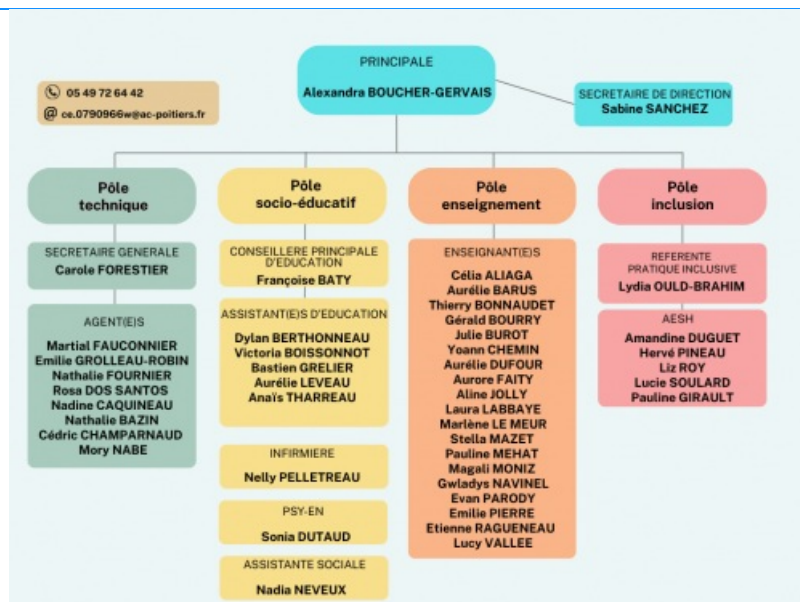 PRINCIPALE
Alexandra BOUCHER-GERVAIS
05 49 72 64 42
@ ce.0790966w@ac-poitiers.fr
SECRETAIRE DE DIRECTION
Sabine SANCHEZ
Pôle
technique
SECRETAIRE GENERALE
Carole FORESTIER
AGENT(E)S
Martial FAUCONNIER
Emilie GROLLEAU-ROBIN
Nathalie FOURNIER
Rosa DOS SANTOS
Nadine CAQUINEAU
Nathalie BAZIN
Cédric CHAMPARNAUD
Mory NABE
Pôle
socio-éducatif
CONSEILLERE PRINCIPALE
D'EDUCATION
Françoise BATY
ASSISTANT(E)S D'EDUCATION
Dylan BERTHONNEAU
Victoria BOISSONNOT
Bastien GRELIER
Aurélie LEVEAU
Anaïs THARREAU
INFIRMIERE
Nelly PELLETREAU
PSY-EN
Sonia DUTAUD
ASSISTANTE SOCIALE
Nadia NEVEUX
Pôle
enseignement
ENSEIGNANT(E)S
Célia ALIAGA
Aurélie BARUS
Thierry BONNAUDET
Gérald BOURRY
Julie BUROT
Yoann CHEMIN
Aurélie DUFOUR
Aurore FAITY
Aline JOLLY
Laura LABBAYE
Marlène LE MEUR
Stella MAZET
Pauline MEHAT
Magali MONIZ
Gwladys NAVINEL
Evan PARODY
Emilie PIERRE
Etienne RAGUENEAU
Lucy VALLEE
Pôle
inclusion
REFERENTE
PRATIQUE INCLUSIVE
Lydia OULD-BRAHIM
AESH
Amandine DUGUET
Hervé PINEAU
Liz ROY
Lucie SOULARD
Pauline GIRAULT